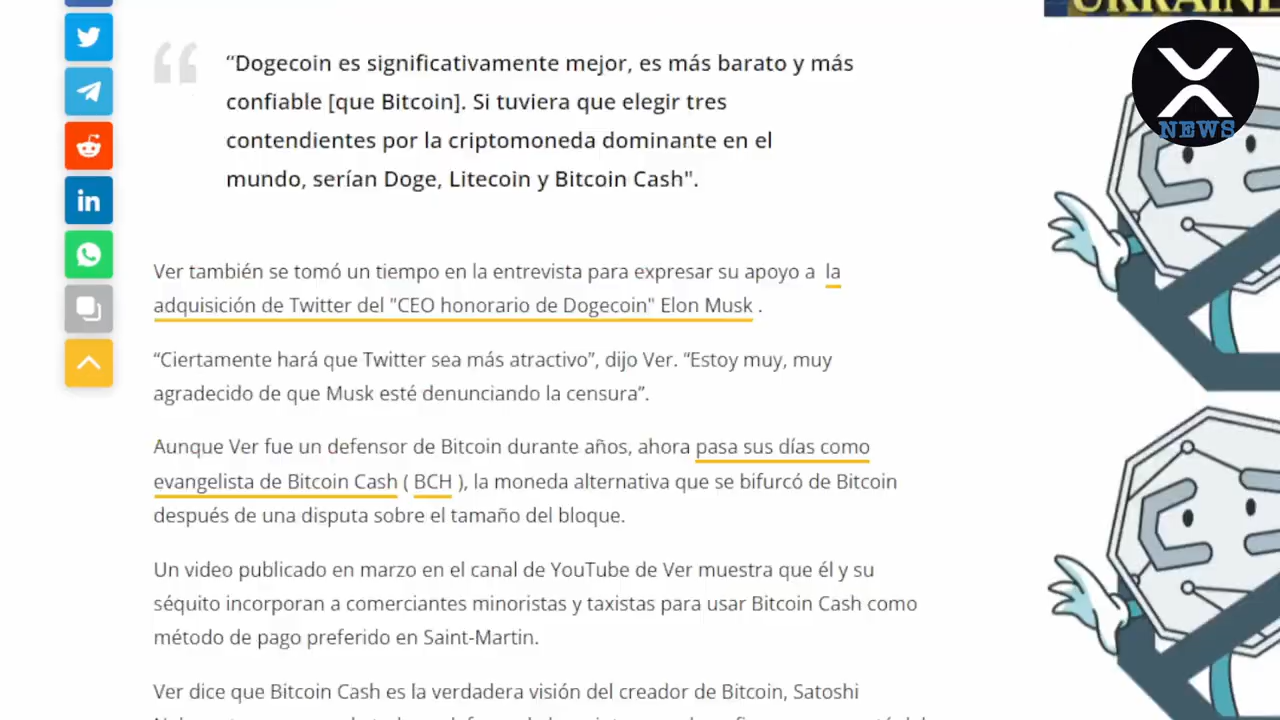 UKRAINE
“Dogecoin es significativamente mejor, es más barato y más
confiable [que Bitcoin]. Si tuviera que elegir tres
contendientes por la criptomoneda dominante en el
mundo, serían Doge, Litecoin y Bitcoin Cash".
NEWS
Ver también se tomó un tiempo en la entrevista para expresar su apoyo a la
adquisición de Twitter del "CEO honorario de Dogecoin" Elon Musk .
“Ciertamente hará que Twitter sea más atractivo”, dijo Ver. “Estoy muy, muy
agradecido de que Musk esté denunciando la censura”.
Aunque Ver fue un defensor de Bitcoin durante años, ahora pasa sus días como
evangelista de Bitcoin Cash ( BCH ), la moneda alternativa que se bifurcó de Bitcoin
después de una disputa sobre el tamaño del bloque.
Un video publicado en marzo en el canal de YouTube de Ver muestra que él y su
séquito incorporan a comerciantes minoristas y taxistas para usar Bitcoin Cash como
método de pago preferido en Saint-Martin.
Ver dice que Bitcoin Cash es la verdadera visión del creador de Bitcoin, Satoshi